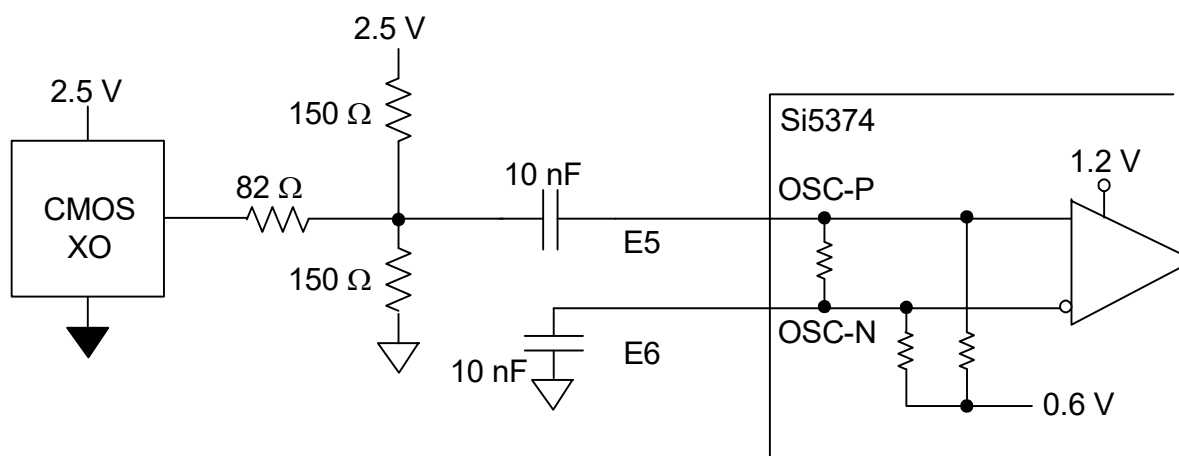 2.5 V
2.5 V
150 Ω
Si5374
1.2 V
10 nF
OSC-P
82 Ω
CMOS
XO
E5
150 Ω
OSC-N
E6
10 nF
0.6 V